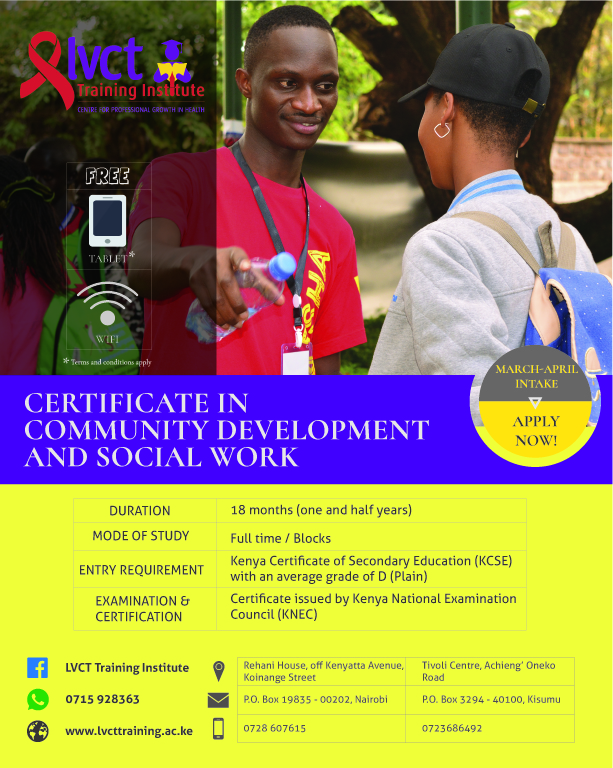 lvct
Training Institute
CENTRE FOR PROFESSIONAL GROWTH IN HEALTH
FREE
TABLET*
WIFI
* Terms and conditions apply
MARCH-APRIL
INTAKE
APPLY
NOW!
CERTIFICATE IN
COMMUNITY DEVELOPMENT
AND SOCIAL WORK
DURATION
18 months (one and half years)
MODE OF STUDY
Full time / Blocks
ENTRY REQUIREMENT
Kenya Certificate of Secondary Education (KCSE)
with an average grade of D (Plain)
EXAMINATION &
CERTIFICATION
Certificate issued by Kenya National Examination
Council (KNEC)
LVCT Training Institute
0715 928363
www.lvcttraining.ac.ke
Rehani House, off Kenyatta Avenue,
Koinange Street
P.O. Box 19835 - 00202, Nairobi
0728 607615
Tivoli Centre, Achieng' Oneko
Road
P.O. Box 3294 - 40100, Kisumu
0723686492